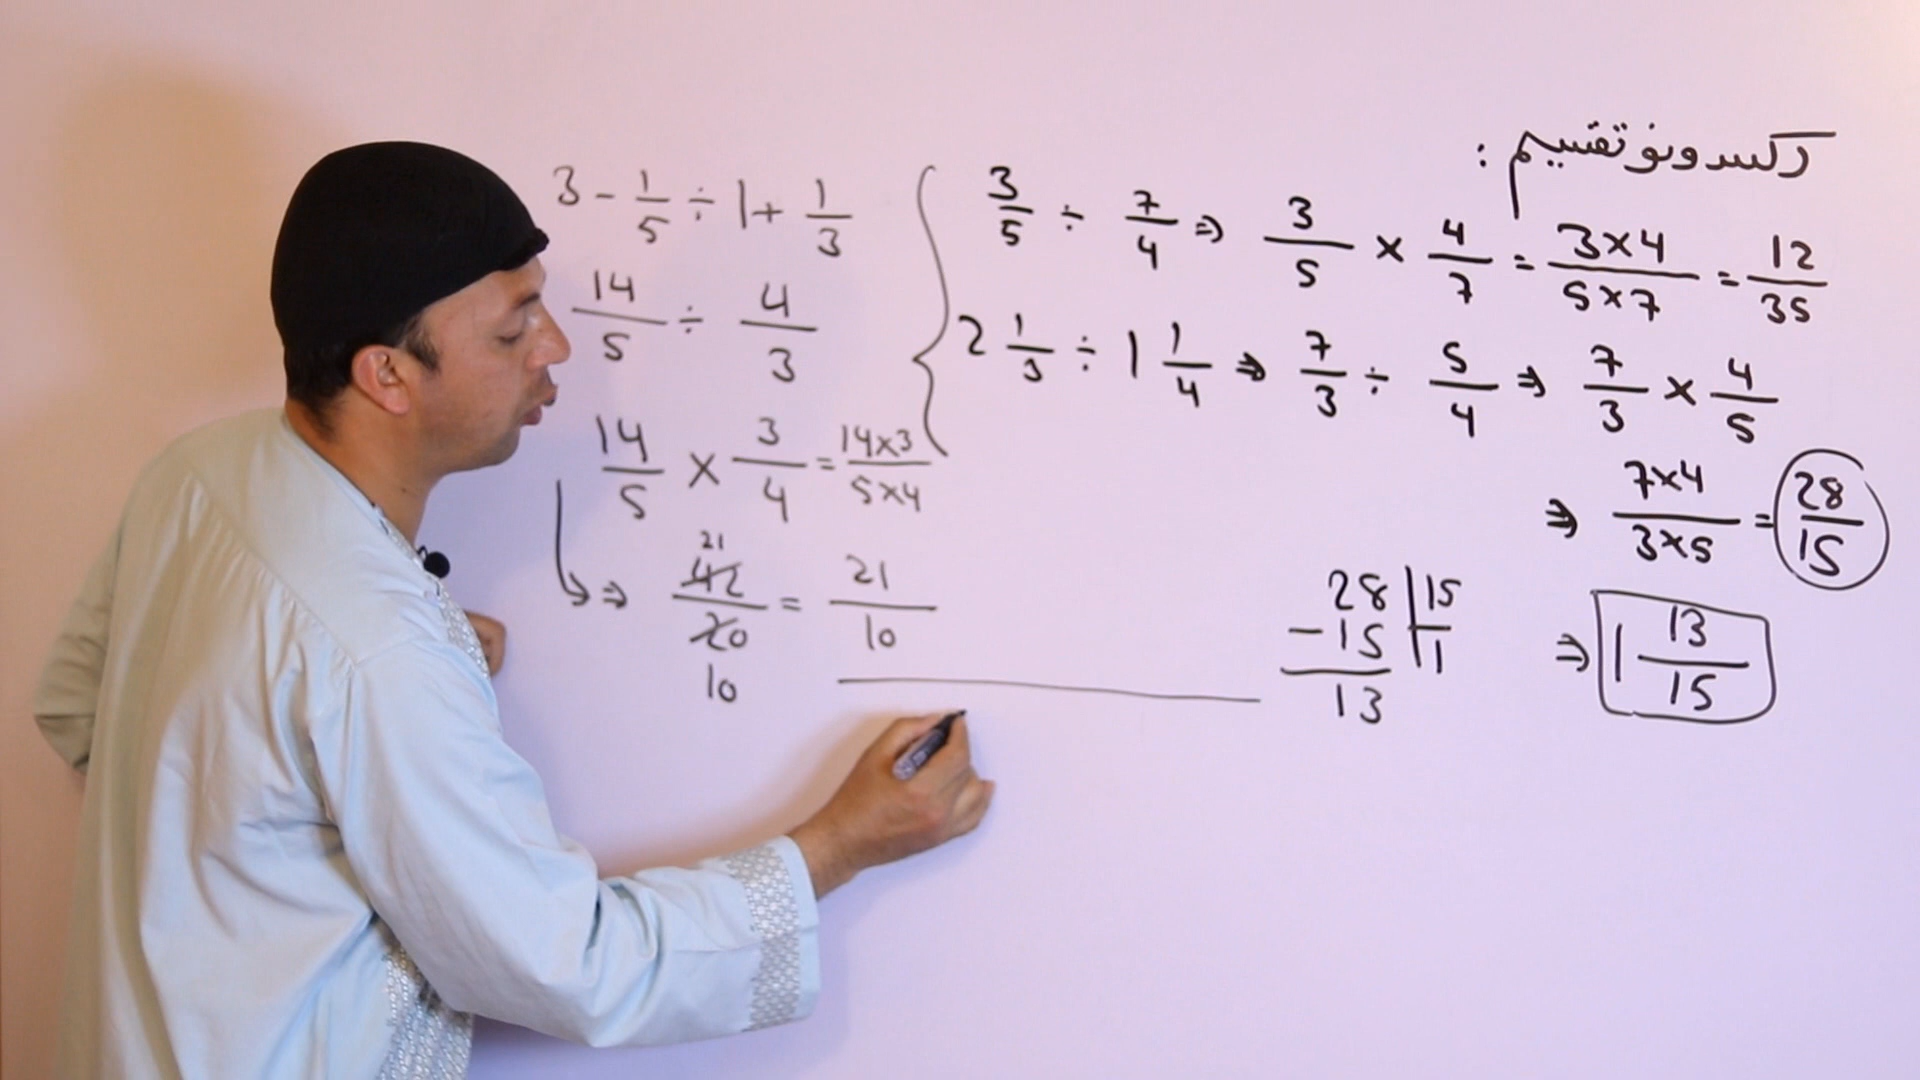 د کسرونو تقسیم :
3/5 ÷ 7/4 ⇒ 3/5 × 4/7 = 3×4/5×7 = 12/35
2 1/3 ÷ 1 1/4 ⇒ 7/3 ÷ 5/4 ⇒ 7/3 × 4/5
⇒ 7×4/3×5 = 28/15
28 | 15
-15 | 1
13
⇒ 1 13/15
3 - 1/5 ÷ 1 + 1/3
14/5 ÷ 4/3
14/5 × 3/4 = 14×3/5×4
21
⇒ 42/20 = 21/10
10